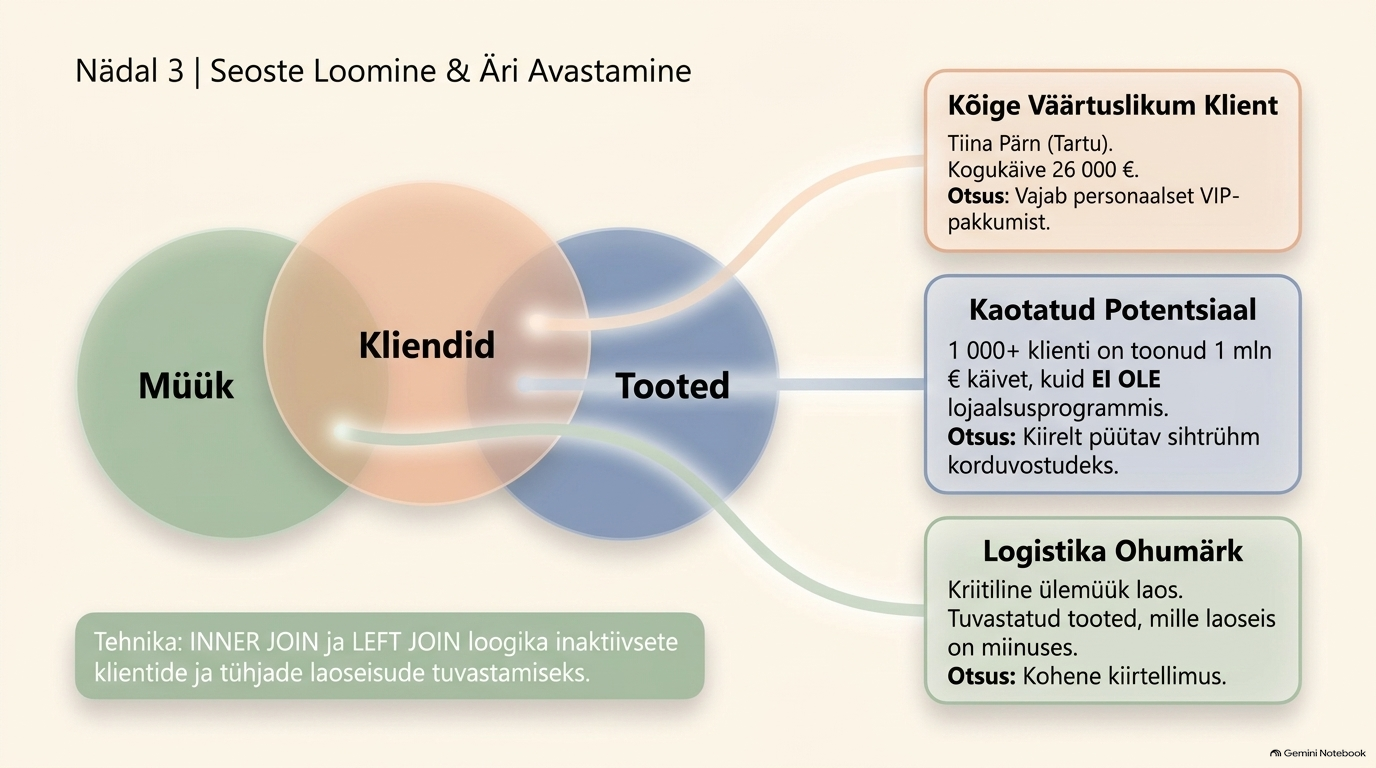 Nädal 3 | Seoste Loomine & Äri Avastamine
Müük
Kliendid
Tooted
Kõige Väärtuslikum Klient
Tiina Pärn (Tartu).
Kogukäive 26 000 €.
Otsus: Vajab personaalset VIP-
pakkumist.
Kaotatud Potentsiaal
1 000+ klienti on toonud 1 mln
€ käivet, kuid EI OLE
lojaalsusprogrammis.
Otsus: Kiirelt püütav sihtrühm
korduvostudeks.
Logistika Ohumärk
Kriitiline ülemüük laos.
Tuvastatud tooted, mille laoseis
on miinuses.
Otsus: Kohene kiirtellimus.
Tehnika: INNER JOIN ja LEFT JOIN loogika inaktiivsete
klientide ja tühjade laoseisude tuvastamiseks.
Gemini Notebook